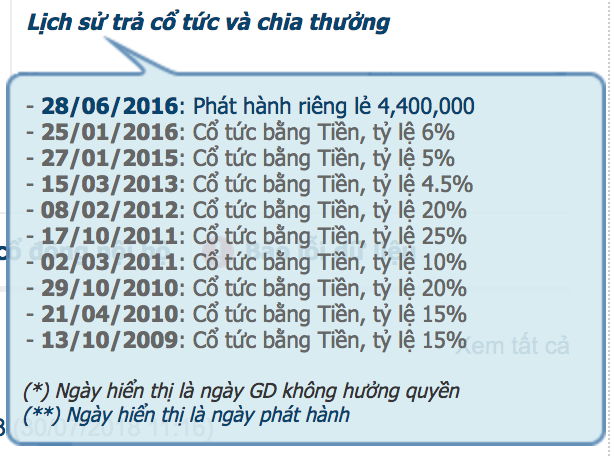 Lịch sử trả cổ tức và chia thưởng
- 28/06/2016: Phát hành riêng lẻ 4,400,000
- 25/01/2016: Cổ tức bằng Tiền, tỷ lệ 6%
- 27/01/2015: Cổ tức bằng Tiền, tỷ lệ 5%
- 15/03/2013: Cổ tức bằng Tiền, tỷ lệ 4.5%
- 08/02/2012: Cổ tức bằng Tiền, tỷ lệ 20%
- 17/10/2011: Cổ tức bằng Tiền, tỷ lệ 25%
- 02/03/2011: Cổ tức bằng Tiền, tỷ lệ 10%
- 29/10/2010: Cổ tức bằng Tiền, tỷ lệ 20%
- 21/04/2010: Cổ tức bằng Tiền, tỷ lệ 15%
- 13/10/2009: Cổ tức bằng Tiền, tỷ lệ 15%
Xem tất cả
(*) Ngày hiển thị là ngày GD không hưởng quyền
(**) Ngày hiển thị là ngày phát hành
(30/07/2018 11:16)